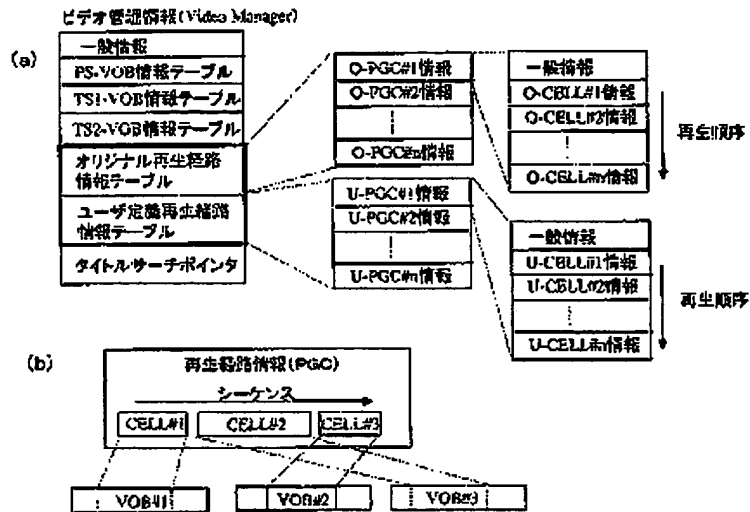 ビデオ管理情報(Video Manager)
(a)
一般情報
PS-VOB情報テーブル
TS1-VOB情報テーブル
TS2-VOB情報テーブル
オリジナル再生経路
情報テーブル
ユーザ定義再生経路
情報テーブル
タイトルサーチポインタ
O-PGC#1情報
O-PGC#2情報
O-PGC#n情報
U-PGC#1情報
U-PGC#2情報
U-PGC#n情報
一般情報
O-CELL#1情報
O-CELL#2情報
O-CELL#m情報
再生順序
一般情報
U-CELL#1情報
U-CELL#2情報
U-CELL#m情報
再生順序
(b)
再生経路情報(PGC)
シーケンス
CELL#1
CELL#2
CELL#3
VOB#1
VOB#2
VOB#3